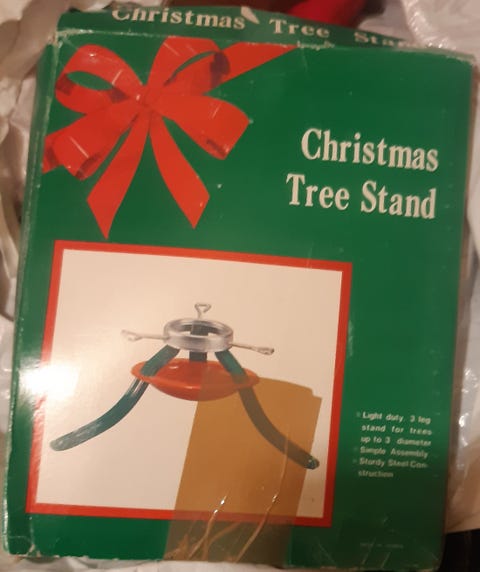 Christmas Tree Stand
Christmas
Tree Stand
Light duty 3 leg
stand for trees
up to 3 diameter
Simple Assembly
Sturdy Steel Con-
struction